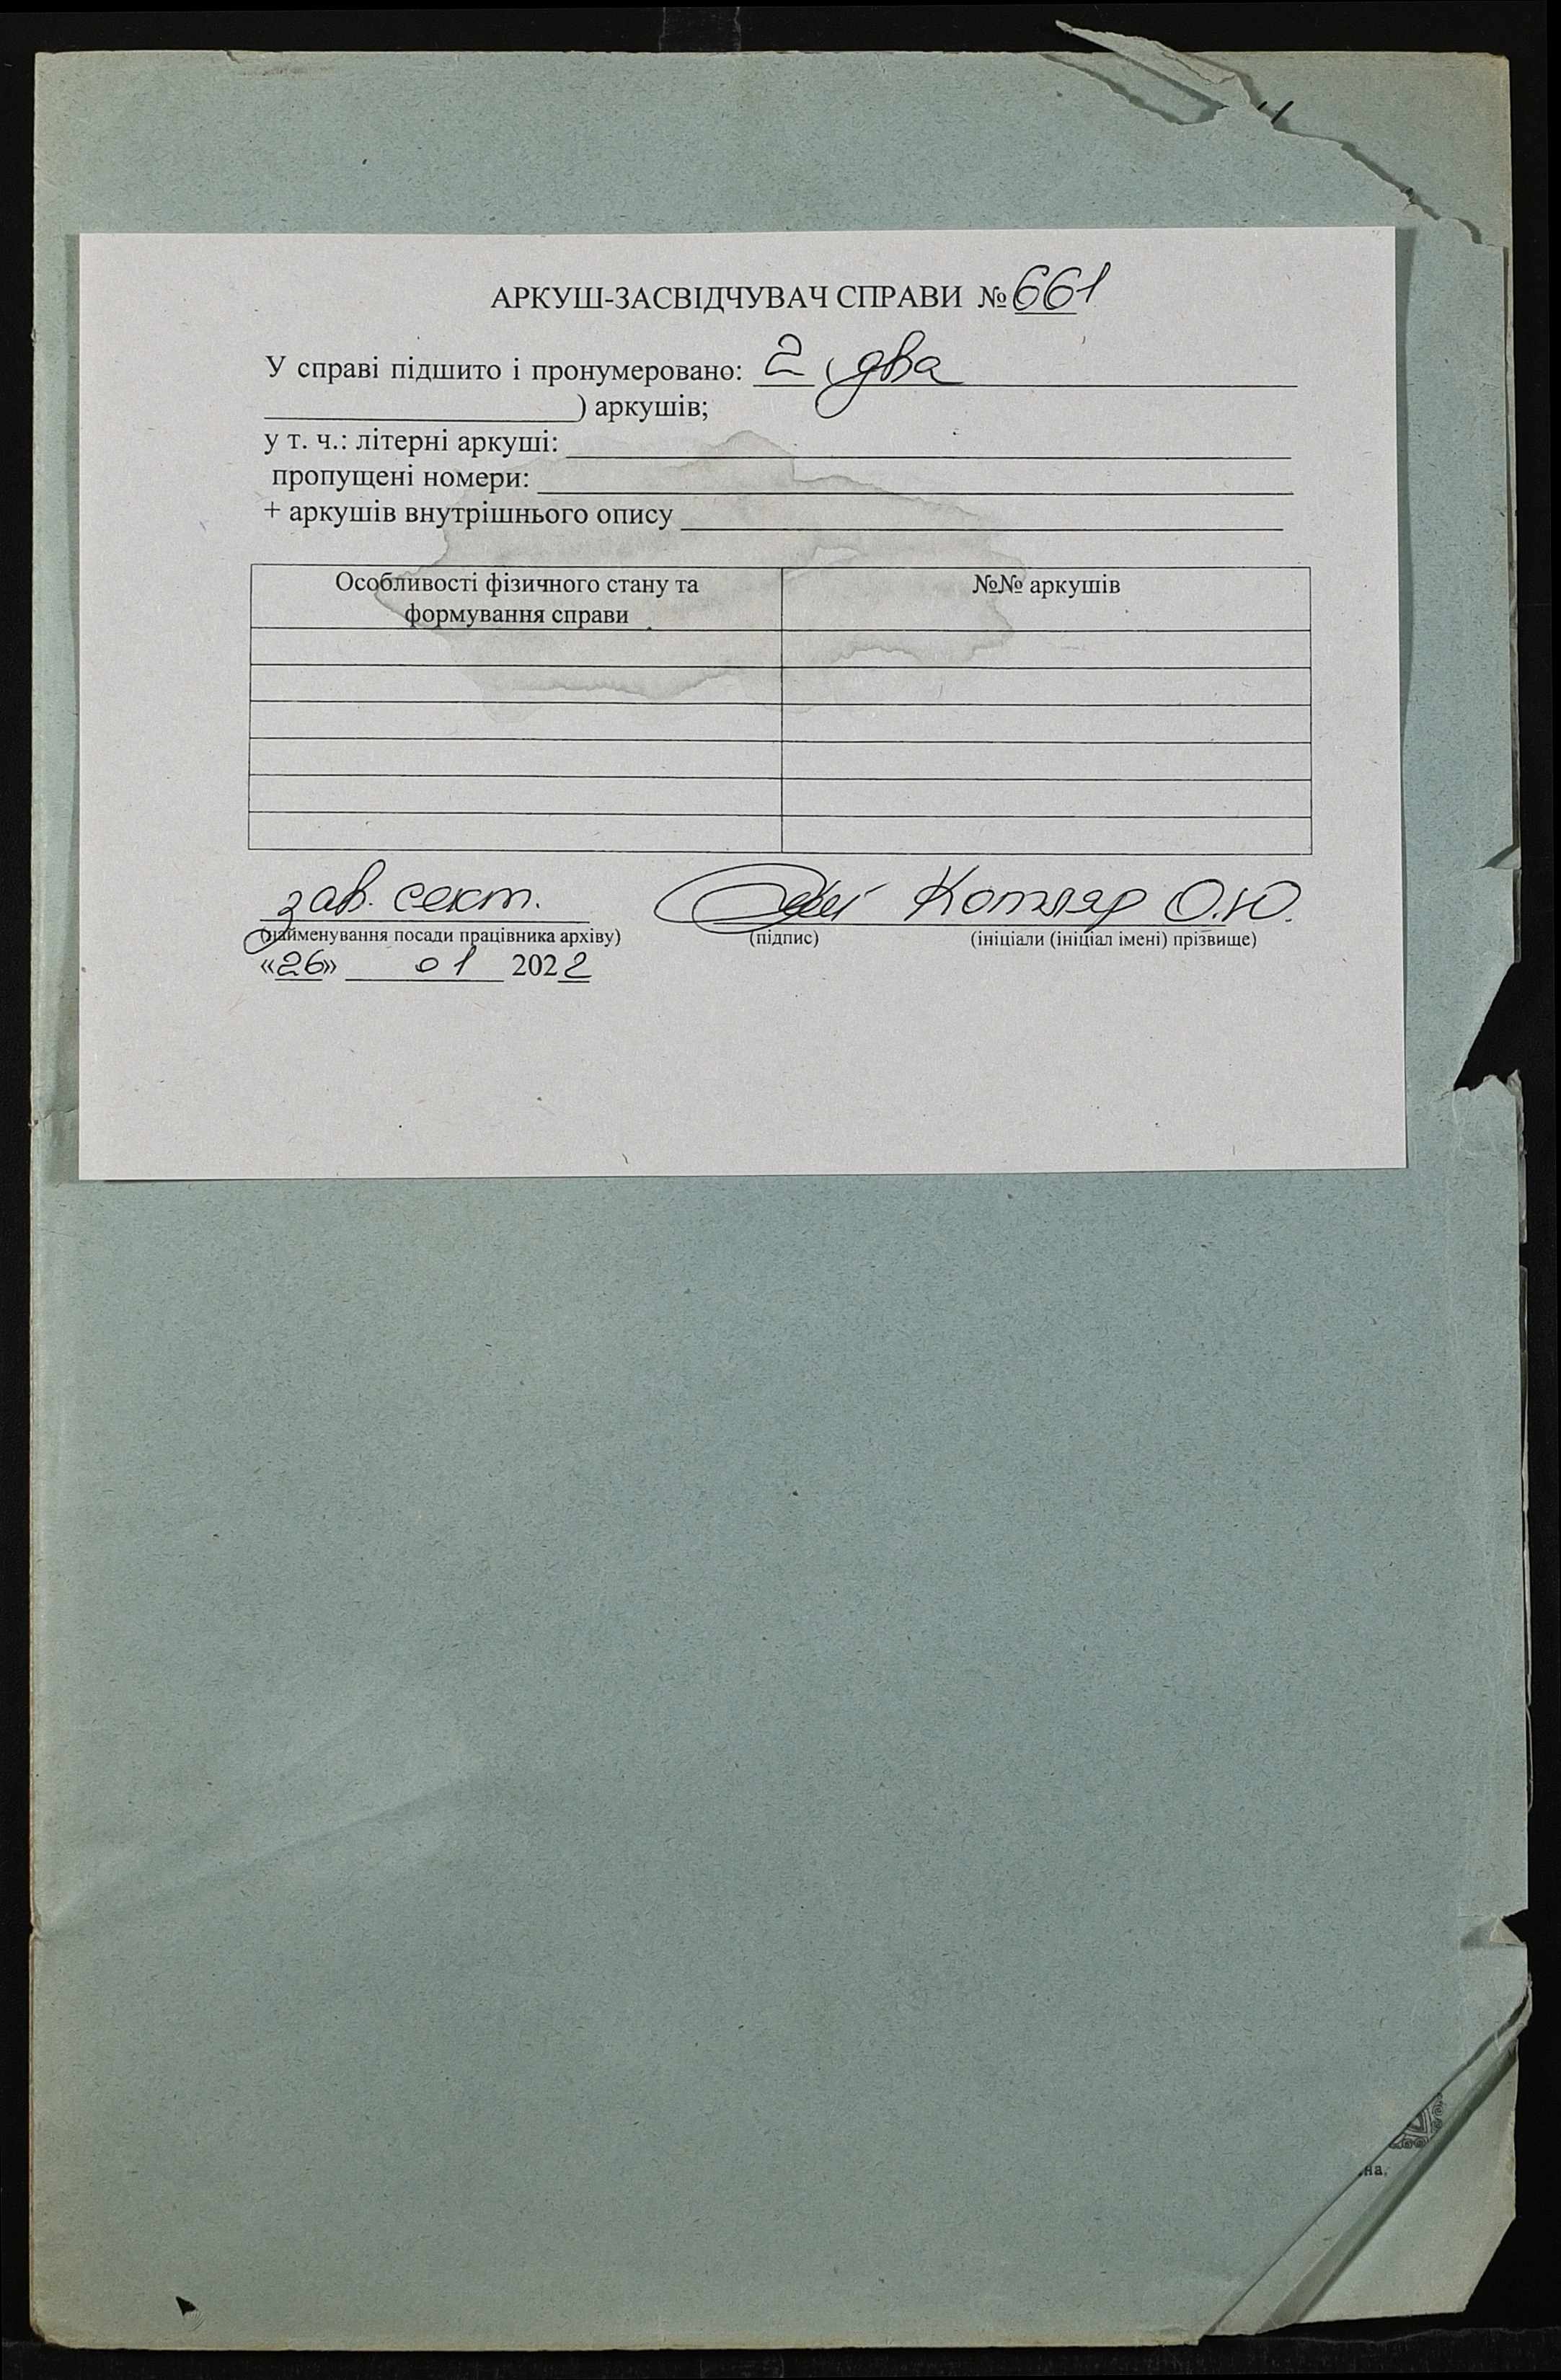 АРКУШ-ЗАСВІДЧУВАЧ СПРАВИ №661
У справі підшито і пронумеровано: 2 (два
) аркушів;
у т. ч.: літерні аркуші:
пропущені номери:
+ аркушів внутрішнього опису
Особливості фізичного стану та формування справи
№№ аркушів
зав. сект. Котляр О.Ю.
(найменування посади працівника архіву) (підпис) (ініціали (ініціал імені) прізвище)
«26» 01 2022
на.